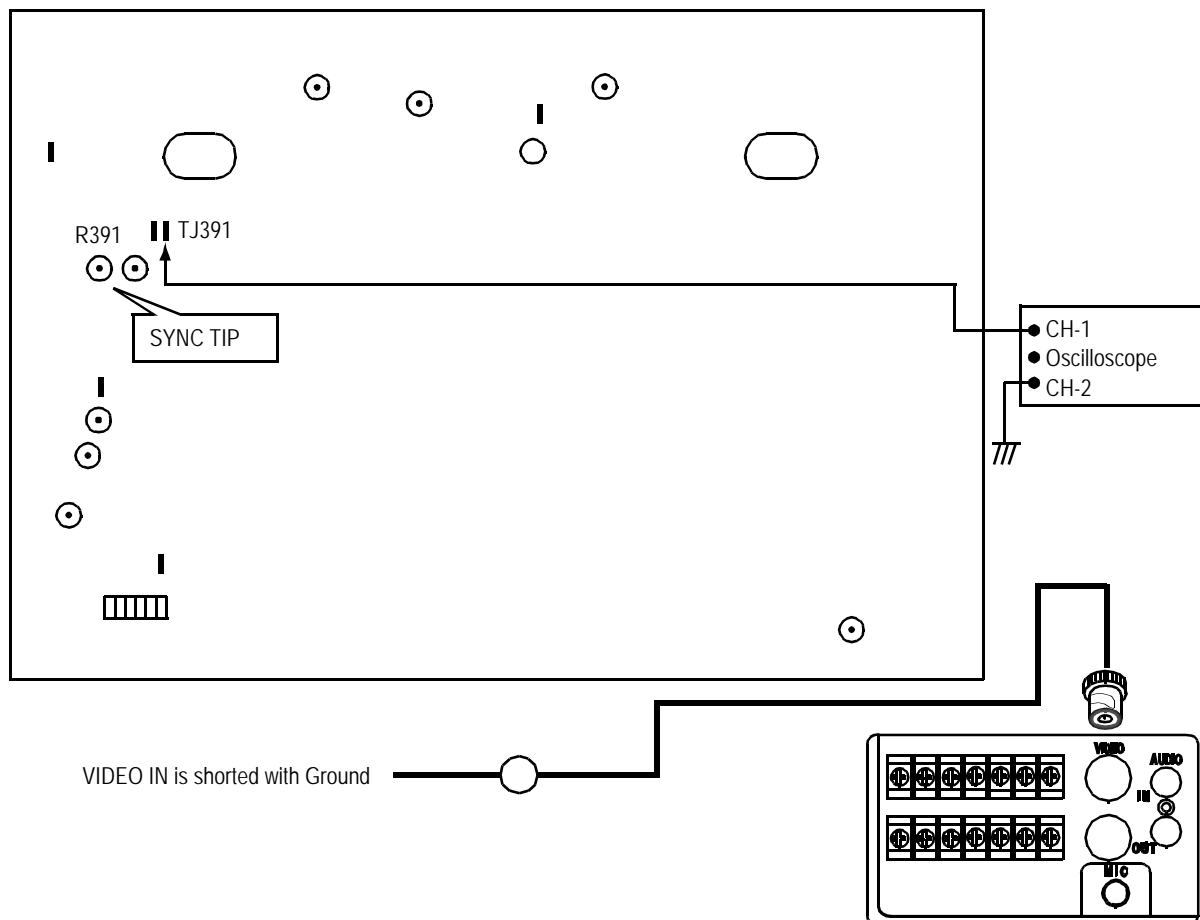 R391
TJ391
SYNC TIP
CH-1
Oscilloscope
CH-2
VIDEO IN is shorted with Ground
VIDEO
AUDIO
IN
OUT
MIC